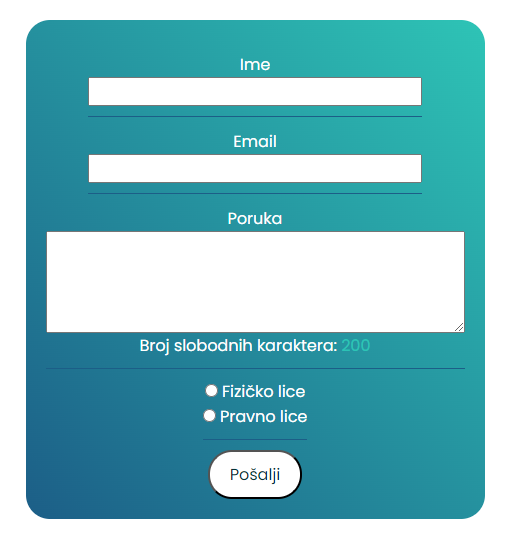 Ime
Email
Poruka
Broj slobodnih karaktera: 200
Fizičko lice
Pravno lice
Pošalji